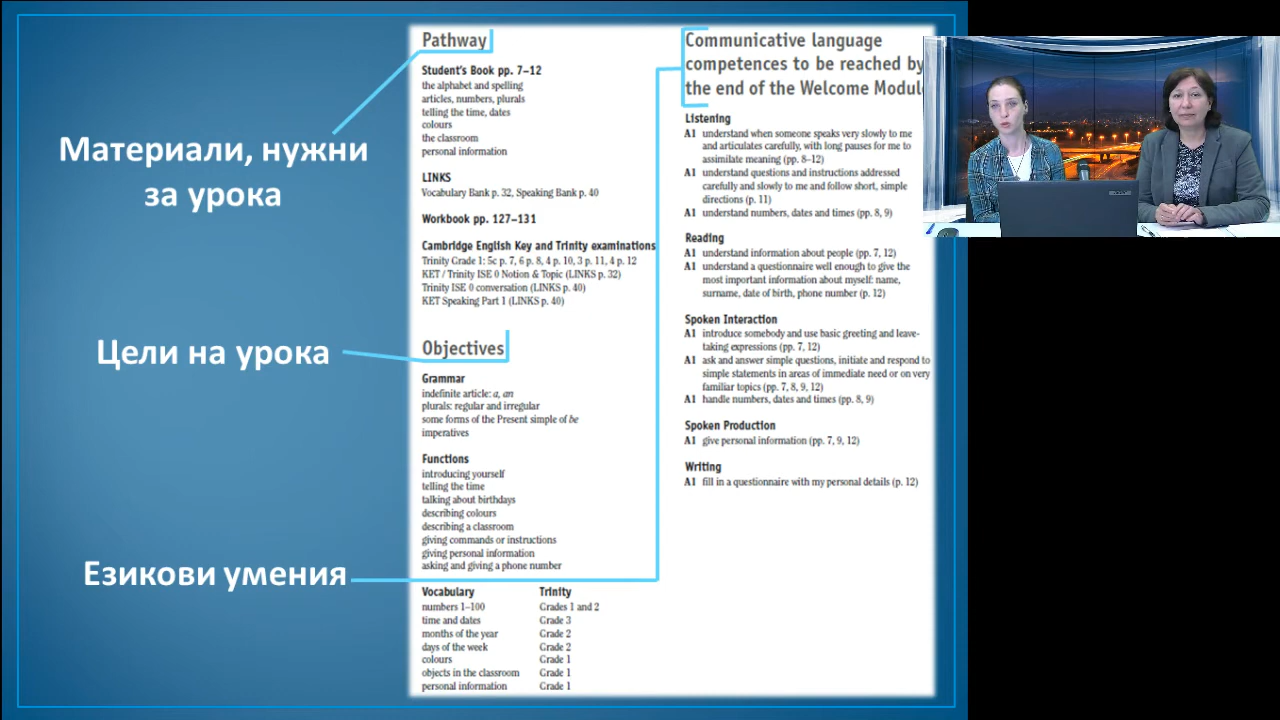 Материали, нужни
за урока
Цели на урока
Езикови умения
Pathway
Student's Book pp. 7–12
the alphabet and spelling
articles, numbers, plurals
telling the time, dates
colours
the classroom
personal information
LINKS
Vocabulary Bank p. 32, Speaking Bank p. 40
Workbook pp. 127–131
Cambridge English Key and Trinity examinations
Trinity Grade 1: 5c p. 7, 6 p. 8, 4 p. 10, 3 p. 11, 4 p. 12
KET / Trinity ISE 0 Notion & Topic (LINKS p. 32)
Trinity ISE 0 conversation (LINKS p. 40)
KET Speaking Part 1 (LINKS p. 40)
Objectives
Grammar
indefinite article: a, an
plurals: regular and irregular
some forms of the Present simple of be
imperatives
Functions
introducing yourself
telling the time
talking about birthdays
describing colours
describing a classroom
giving commands or instructions
giving personal information
asking and giving a phone number
Vocabulary Trinity
numbers 1–100 Grades 1 and 2
time and dates Grade 3
months of the year Grade 2
days of the week Grade 2
colours Grade 1
objects in the classroom Grade 1
personal information Grade 1
Communicative language
competences to be reached by
the end of the Welcome Modul
Listening
A1 understand when someone speaks very slowly to me
and articulates carefully, with long pauses for me to
assimilate meaning (pp. 8–12)
A1 understand questions and instructions addressed
carefully and slowly to me and follow short, simple
directions (p. 11)
A1 understand numbers, dates and times (pp. 8, 9)
Reading
A1 understand information about people (pp. 7, 12)
A1 understand a questionnaire well enough to give the
most important information about myself: name,
surname, date of birth, phone number (p. 12)
Spoken Interaction
A1 introduce somebody and use basic greeting and leave-
taking expressions (pp. 7, 12)
A1 ask and answer simple questions, initiate and respond to
simple statements in areas of immediate need or on very
familiar topics (pp. 7, 8, 9, 12)
A1 handle numbers, dates and times (pp. 8, 9)
Spoken Production
A1 give personal information (pp. 7, 9, 12)
Writing
A1 fill in a questionnaire with my personal details (p. 12)